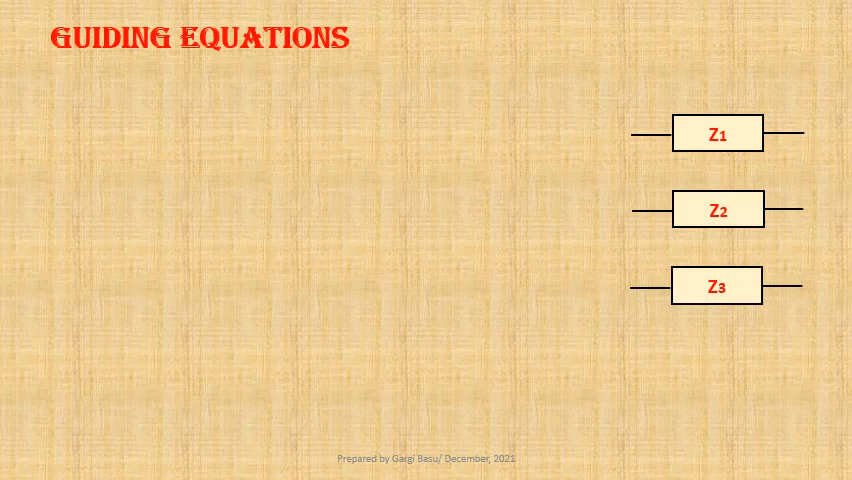 GUIDING EQUATIONS
Z1
Z2
Z3
Prepared by Gargi Basu/ December, 2021